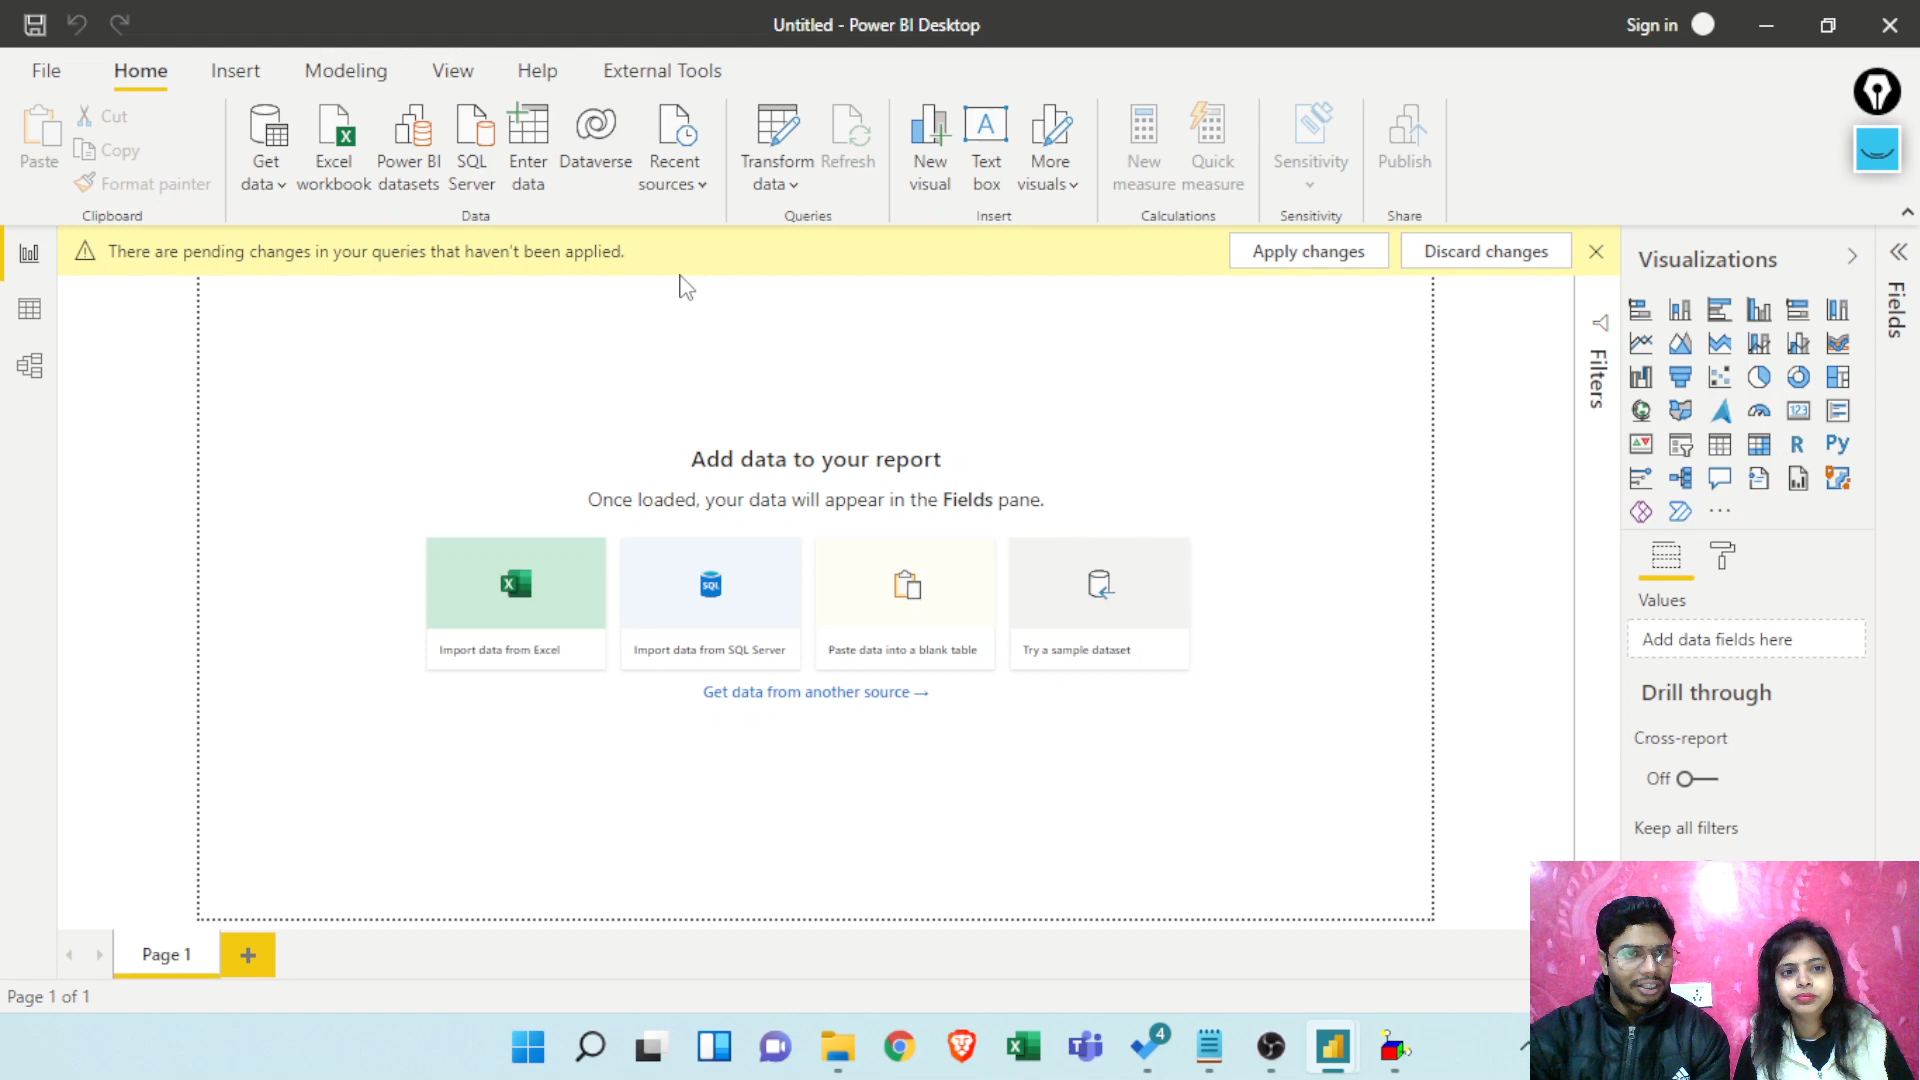 Untitled - Power BI Desktop
Sign in
File Home Insert Modeling View Help External Tools
Paste
Cut
Copy
Format painter
Clipboard
Get data
Excel workbook
Power BI datasets
SQL Server
Enter data
Dataverse
Recent sources
Data
Transform data
Refresh
Queries
New visual
Text box
More visuals
Insert
New measure
Quick measure
Calculations
Sensitivity
Sensitivity
Publish
Share
There are pending changes in your queries that haven't been applied.
Apply changes
Discard changes
Visualizations
Fields
Filters
123
R
Py
Add data to your report
Once loaded, your data will appear in the Fields pane.
SQL
Import data from Excel
Import data from SQL Server
Paste data into a blank table
Try a sample dataset
Get data from another source →
Values
Add data fields here
Drill through
Cross-report
Off
Keep all filters
Page 1
Page 1 of 1
4